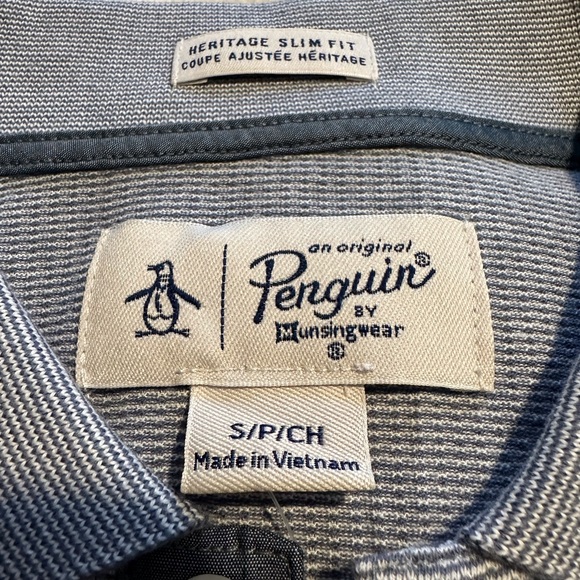 HERITAGE SLIM FIT
COUPE AJUSTÉE HÉRITAGE
an original
Penguin®
BY
Munsingwear
®
S/P/CH
Made in Vietnam